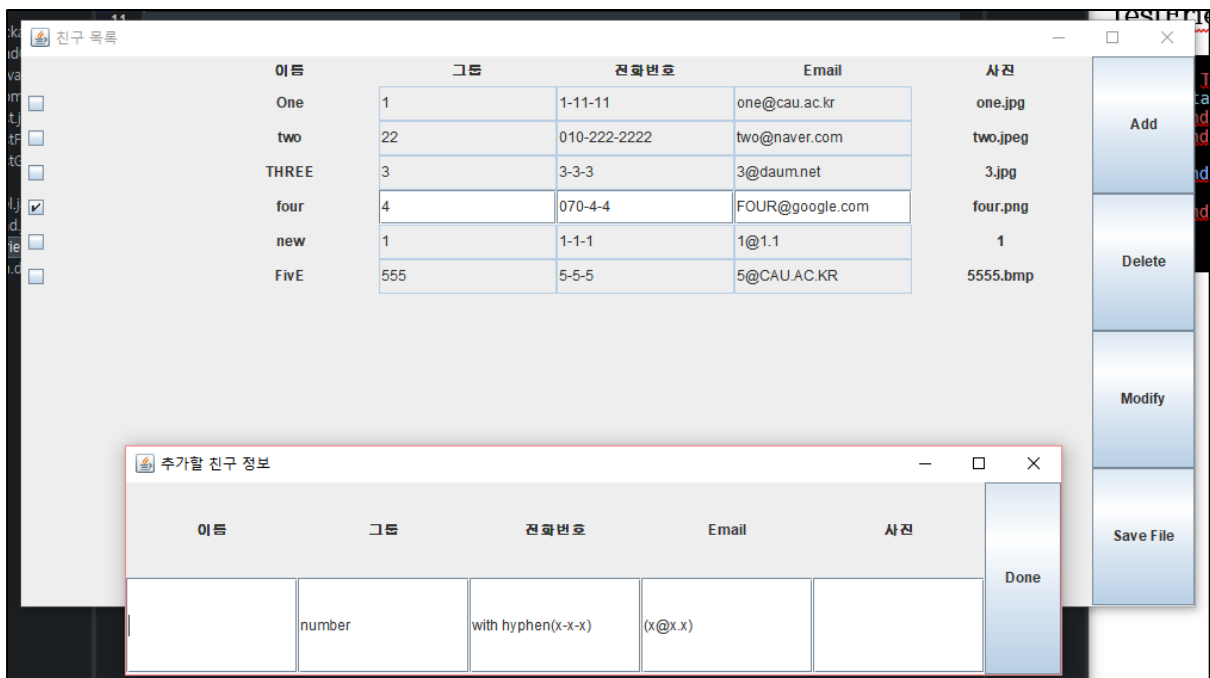 11
친구 목록
이름 그룹 전화번호 Email 사진
One 1 1-11-11 one@cau.ac.kr one.jpg
two 22 010-222-2222 two@naver.com two.jpeg
THREE 3 3-3-3 3@daum.net 3.jpg
four 4 070-4-4 FOUR@google.com four.png
new 1 1-1-1 1@1.1 1
FivE 555 5-5-5 5@CAU.AC.KR 5555.bmp
Add
Delete
Modify
Save File
추가할 친구 정보
이름 그룹 전화번호 Email 사진
number with hyphen(x-x-x) (x@x.x)
Done